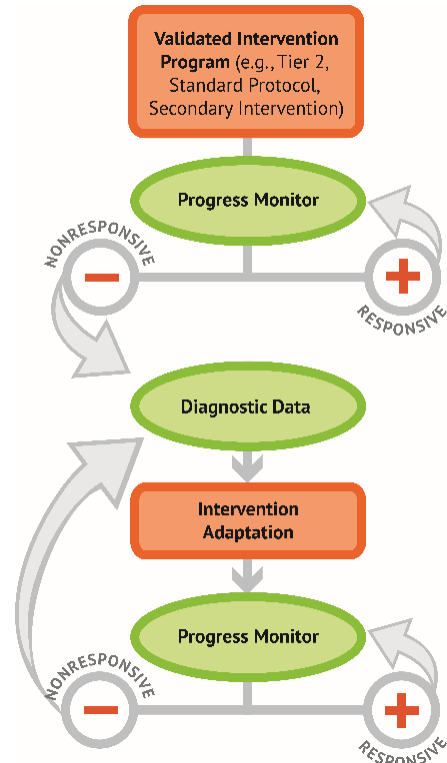 Validated Intervention
Program (e.g., Tier 2,
Standard Protocol,
Secondary Intervention)
Progress Monitor
NONRESPONSIVE
RESPONSIVE
Diagnostic Data
Intervention
Adaptation
Progress Monitor
NONRESPONSIVE
RESPONSIVE